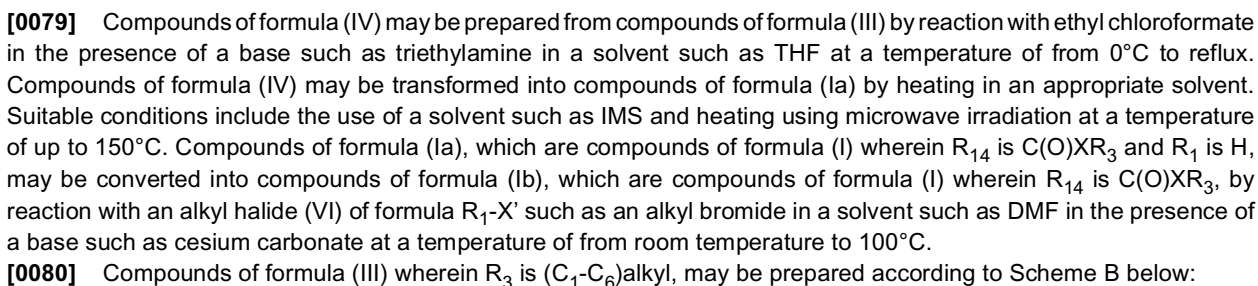 [0079] Compounds of formula (IV) may be prepared from compounds of formula (III) by reaction with ethyl chloroformate
in the presence of a base such as triethylamine in a solvent such as THF at a temperature of from 0°C to reflux.
Compounds of formula (IV) may be transformed into compounds of formula (Ia) by heating in an appropriate solvent.
Suitable conditions include the use of a solvent such as IMS and heating using microwave irradiation at a temperature
of up to 150°C. Compounds of formula (Ia), which are compounds of formula (I) wherein R14 is C(O)XR3 and R1 is H,
may be converted into compounds of formula (Ib), which are compounds of formula (I) wherein R14 is C(O)XR3, by
reaction with an alkyl halide (VI) of formula R1-X’ such as an alkyl bromide in a solvent such as DMF in the presence of
a base such as cesium carbonate at a temperature of from room temperature to 100°C.
[0080] Compounds of formula (III) wherein R3 is (C1-C6)alkyl, may be prepared according to Scheme B below: